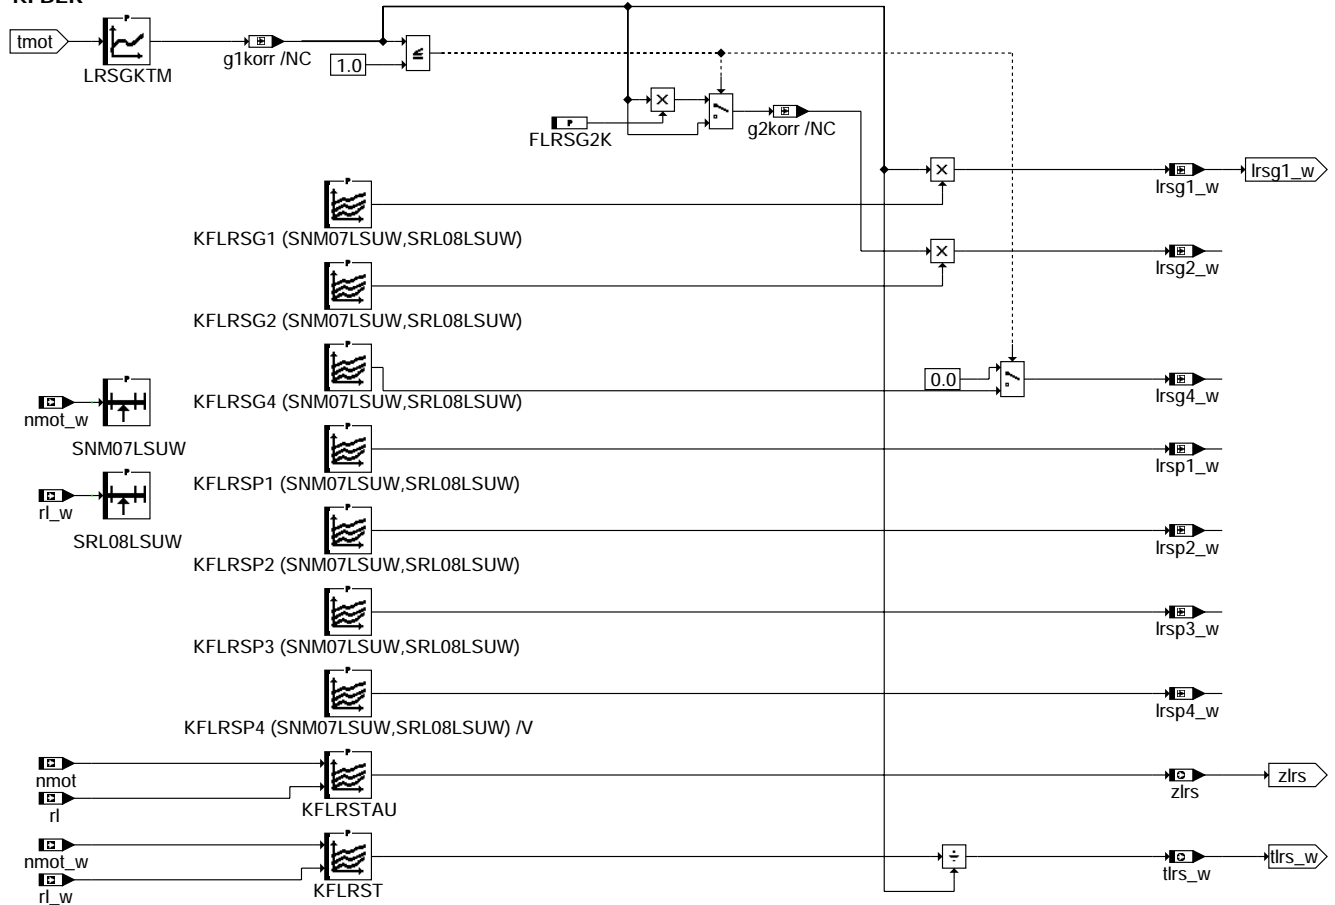 tmot
LRSGKTM
g1korr /NC
1.0
≤
P
FLRSG2K
g2korr /NC
lrsg1_w
lrsg1_w
KFLRSG1 (SNM07LSUW,SRL08LSUW)
lrsg2_w
KFLRSG2 (SNM07LSUW,SRL08LSUW)
0.0
lrsg4_w
KFLRSG4 (SNM07LSUW,SRL08LSUW)
nmot_w
SNM07LSUW
lrsp1_w
KFLRSP1 (SNM07LSUW,SRL08LSUW)
rl_w
SRL08LSUW
lrsp2_w
KFLRSP2 (SNM07LSUW,SRL08LSUW)
lrsp3_w
KFLRSP3 (SNM07LSUW,SRL08LSUW)
lrsp4_w
KFLRSP4 (SNM07LSUW,SRL08LSUW) /V
nmot
rl
KFLRSTAU
zlrs
zlrs
nmot_w
rl_w
KFLRST
tlrs_w
tlrs_w